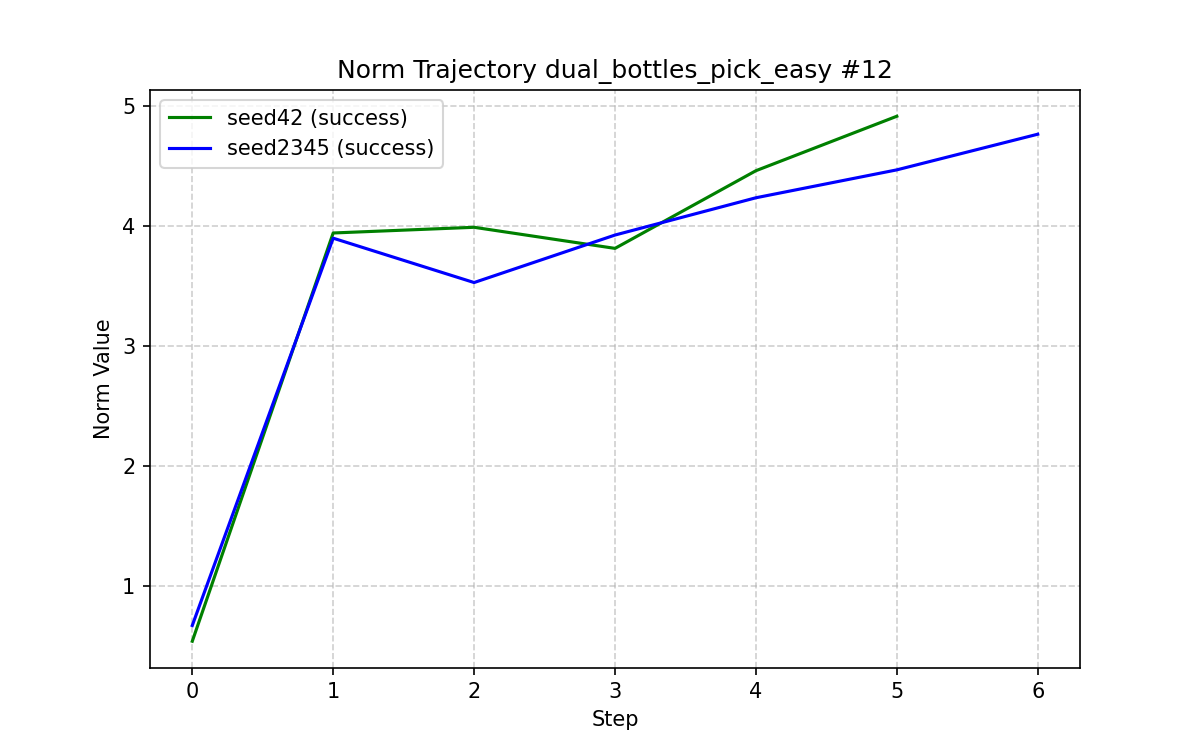 Norm Trajectory dual_bottles_pick_easy #12
seed42 (success)
seed2345 (success)
Norm Value
5
4
3
2
1
0 1 2 3 4 5 6
Step